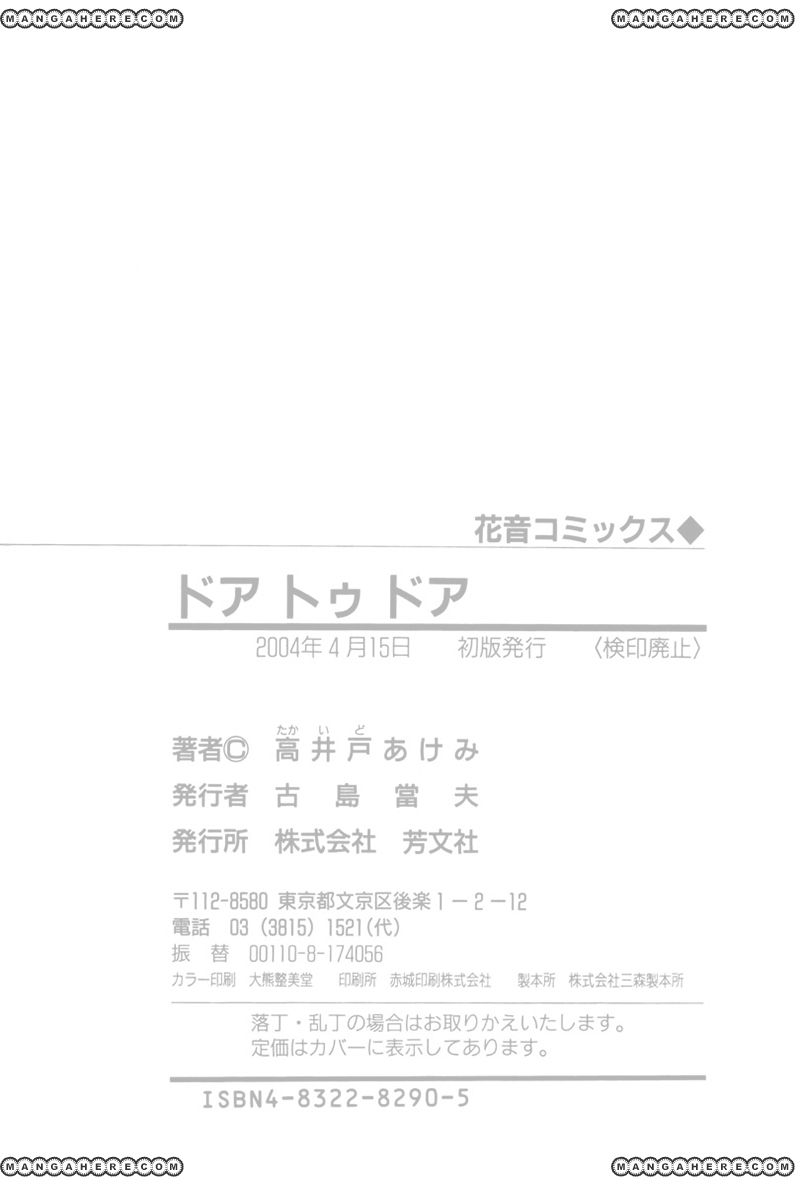 MANGAHERE.COM MANGAHERE.COM
花音コミックス◆
ドア トゥ ドア
2004年4月15日 初版発行 〈検印廃止〉
たか い ど
著者© 高井戸あけみ
発行者 古島當夫
発行所 株式会社 芳文社
〒112-8580 東京都文京区後楽1-2-12
電話 03 (3815) 1521(代)
振替 00110-8-174056
カラー印刷 大熊整美堂 印刷所 赤城印刷株式会社 製本所 株式会社三森製本所
落丁・乱丁の場合はお取りかえいたします。
定価はカバーに表示してあります。
ISBN4-8322-8290-5
MANGAHERE.COM MANGAHERE.COM